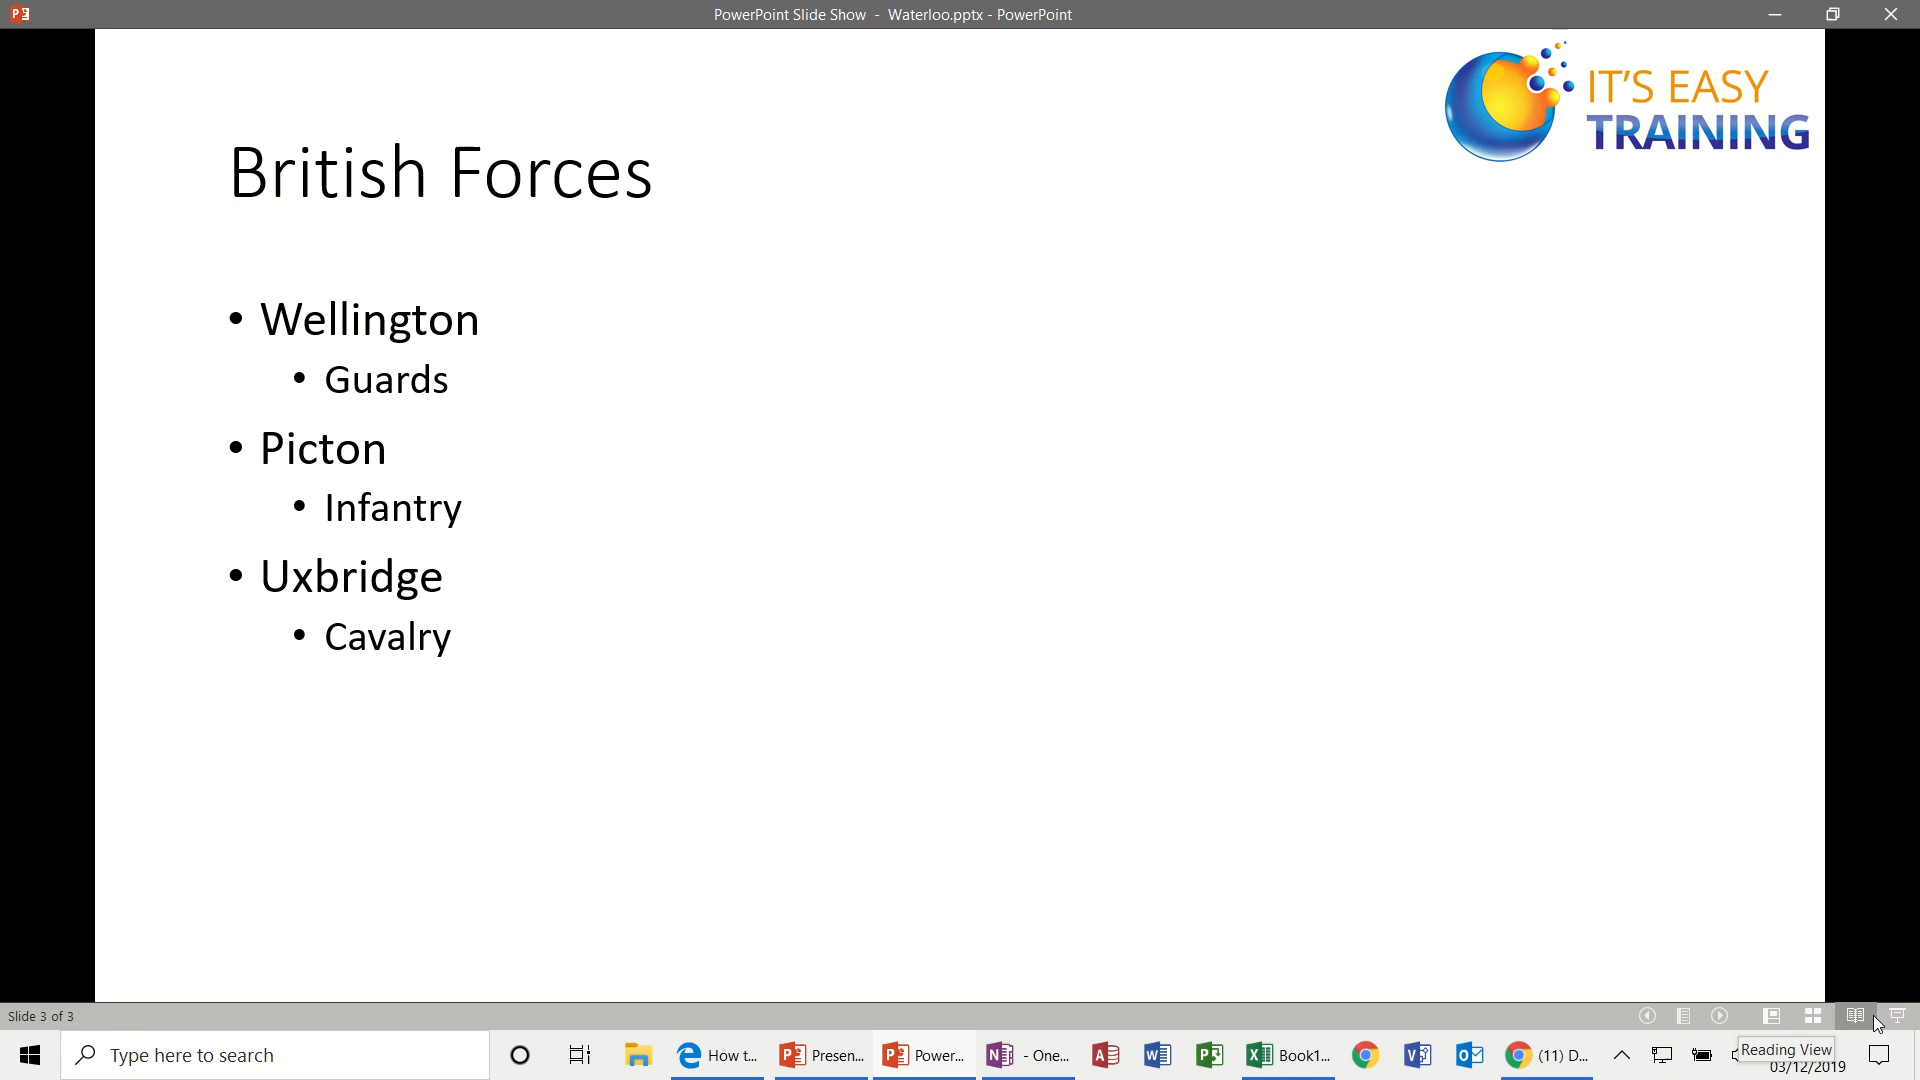 PowerPoint Slide Show - Waterloo.pptx - PowerPoint
IT'S EASY
TRAINING
British Forces
• Wellington
• Guards
• Picton
• Infantry
• Uxbridge
• Cavalry
Slide 3 of 3
Type here to search
How t...
Presen...
Power...
- One...
Book1...
(11) D...
Reading View
03/12/2019